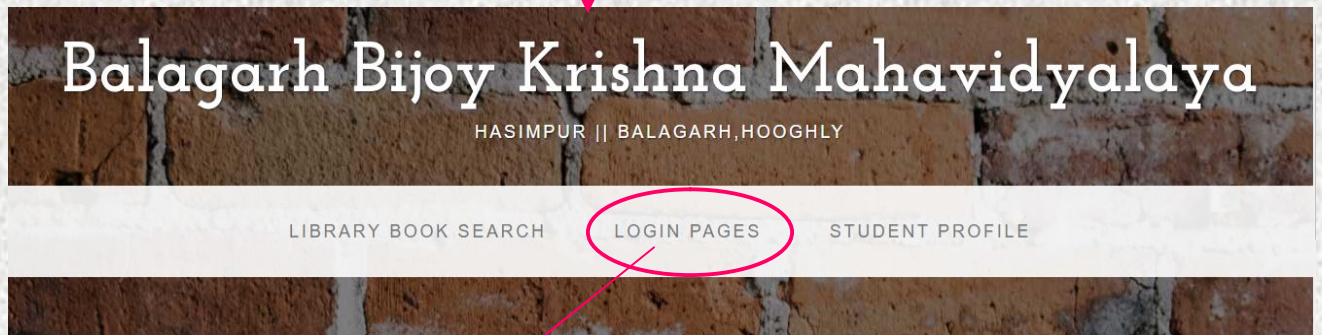 Balagarh Bijoy Krishna Mahavidyalaya
HASIMPUR || BALAGARH,HOOGHLY
LIBRARY BOOK SEARCH LOGIN PAGES STUDENT PROFILE